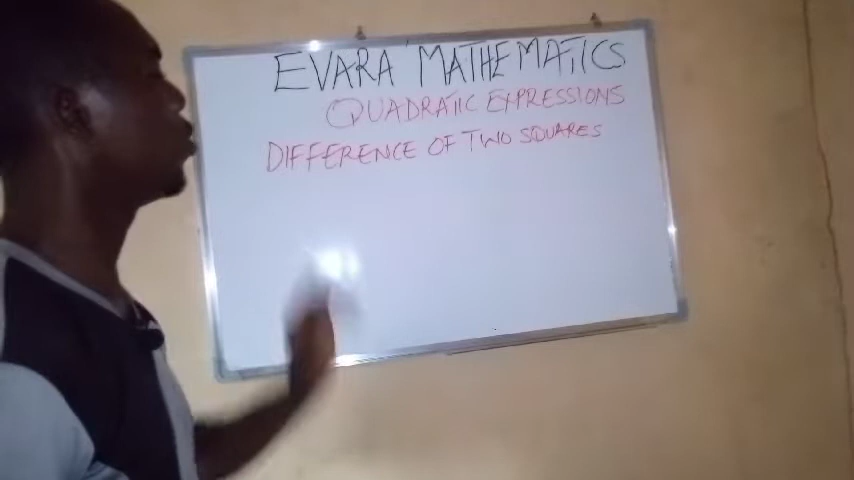 EVARA MATHEMATICS
QUADRATIC EXPRESSIONS
DIFFERENCE OF TWO SQUARES